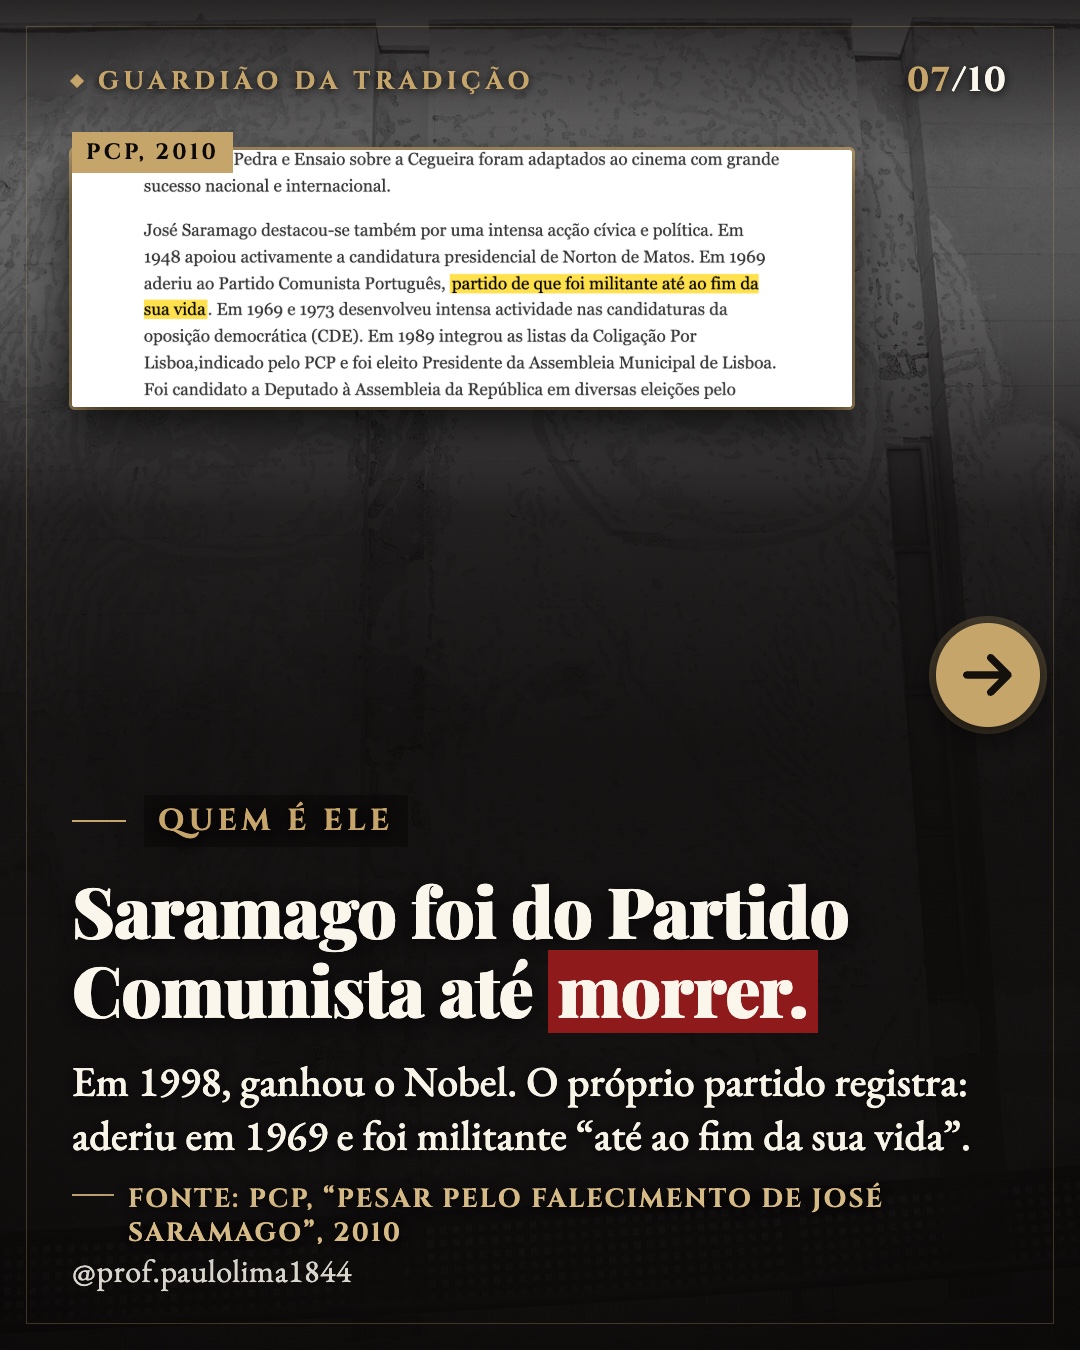 GUARDIÃO DA TRADIÇÃO
07/10
PCP, 2010
Pedra e Ensaio sobre a Cegueira foram adaptados ao cinema com grande
sucesso nacional e internacional.
José Saramago destacou-se também por uma intensa acção cívica e política. Em
1948 apoiou activamente a candidatura presidencial de Norton de Matos. Em 1969
aderiu ao Partido Comunista Português, partido de que foi militante até ao fim da
sua vida. Em 1969 e 1973 desenvolveu intensa actividade nas candidaturas da
oposição democrática (CDE). Em 1989 integrou as listas da Coligação Por
Lisboa,indicado pelo PCP e foi eleito Presidente da Assembleia Municipal de Lisboa.
Foi candidato a Deputado à Assembleia da República em diversas eleições pelo
QUEM É ELE
Saramago foi do Partido
Comunista até morrer.
Em 1998, ganhou o Nobel. O próprio partido registra:
aderiu em 1969 e foi militante “até ao fim da sua vida”.
FONTE: PCP, “PESAR PELO FALECIMENTO DE JOSÉ
SARAMAGO”, 2010
@prof.paulolima1844